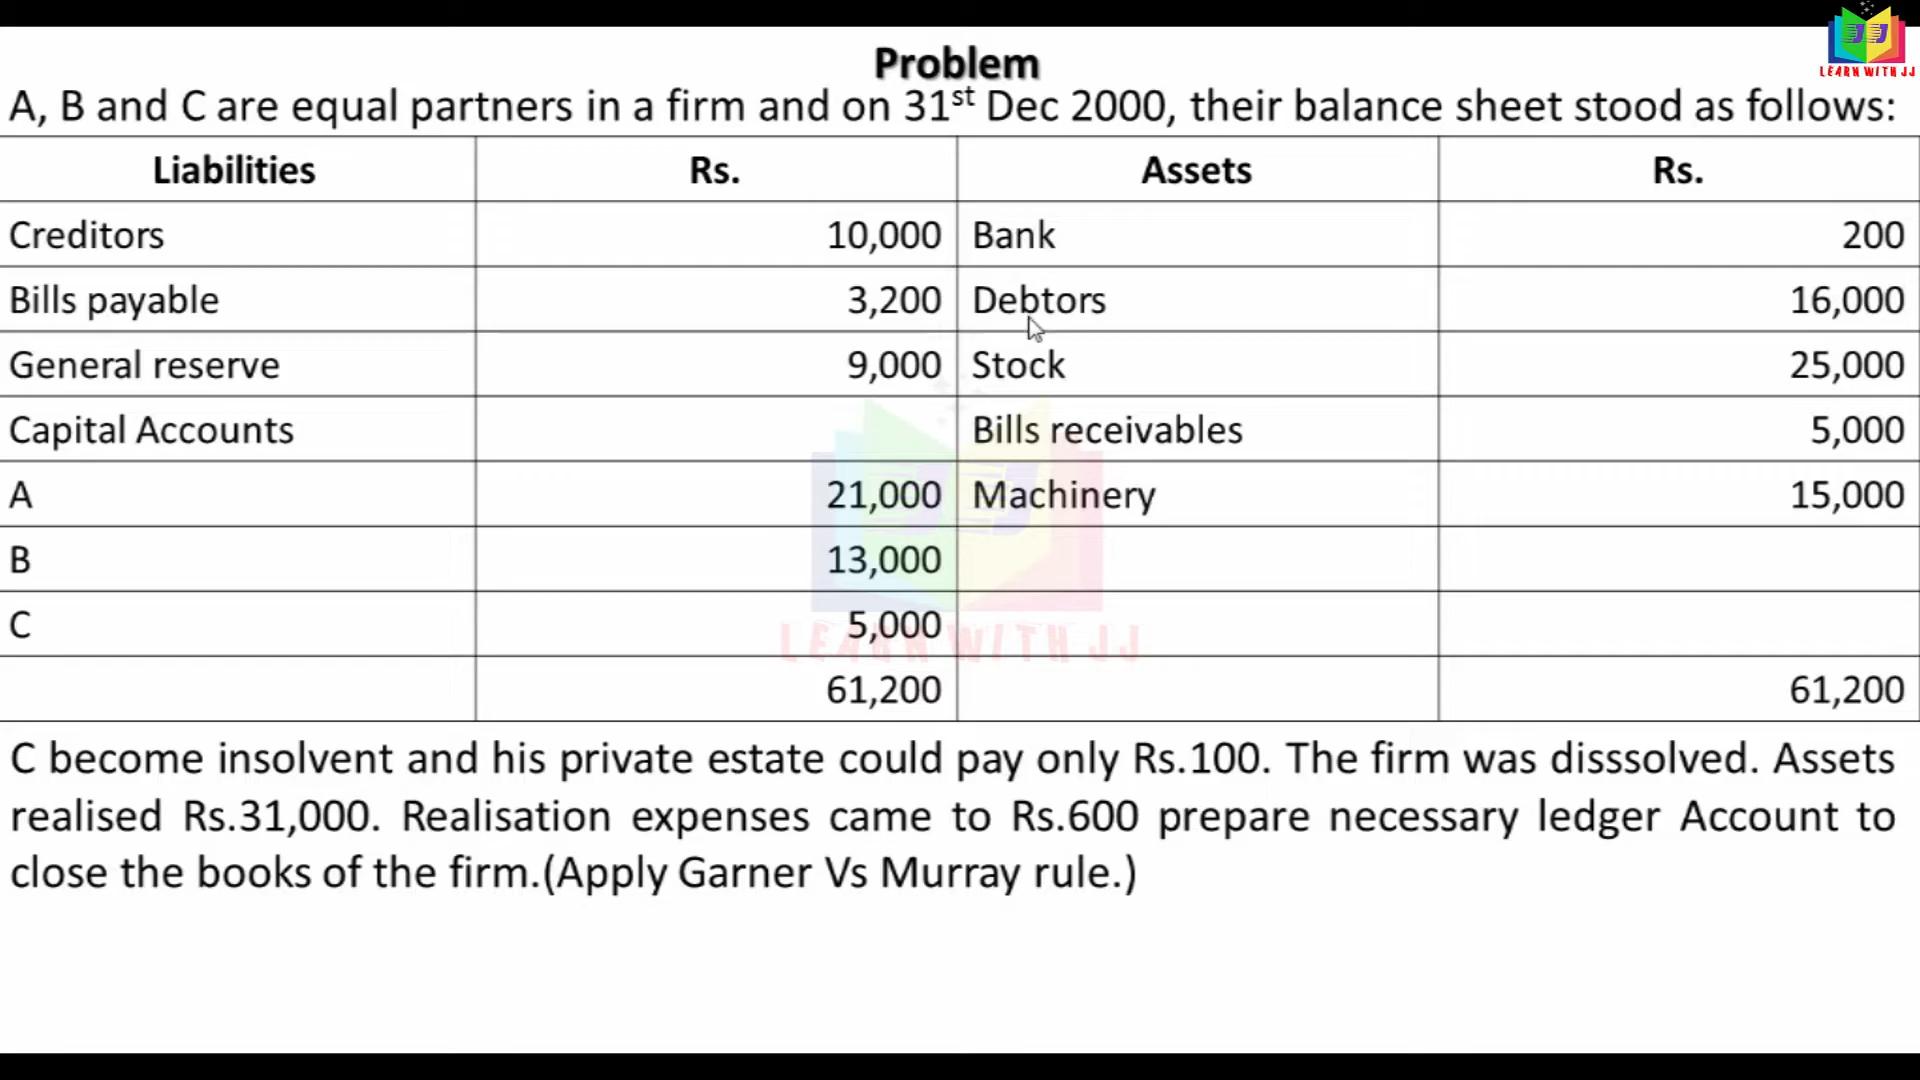 LEARN WITH JJ
Problem
A, B and C are equal partners in a firm and on 31st Dec 2000, their balance sheet stood as follows:
Liabilities Rs. Assets Rs.
Creditors 10,000 Bank 200
Bills payable 3,200 Debtors 16,000
General reserve 9,000 Stock 25,000
Capital Accounts Bills receivables 5,000
A 21,000 Machinery 15,000
B 13,000
C 5,000
LEARN WITH JJ
61,200 61,200
C become insolvent and his private estate could pay only Rs.100. The firm was disssolved. Assets
realised Rs.31,000. Realisation expenses came to Rs.600 prepare necessary ledger Account to
close the books of the firm.(Apply Garner Vs Murray rule.)